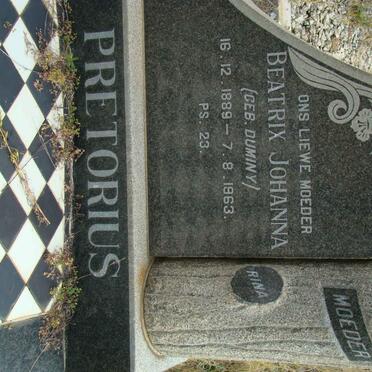 ONS LIEWE MOEDER
BEATRIX JOHANNA
(GEB. DUMINY)
16. 12. 1889 – 7. 8. 1963.
PS. 23.
PRETORIUS
RINA
MOEDER